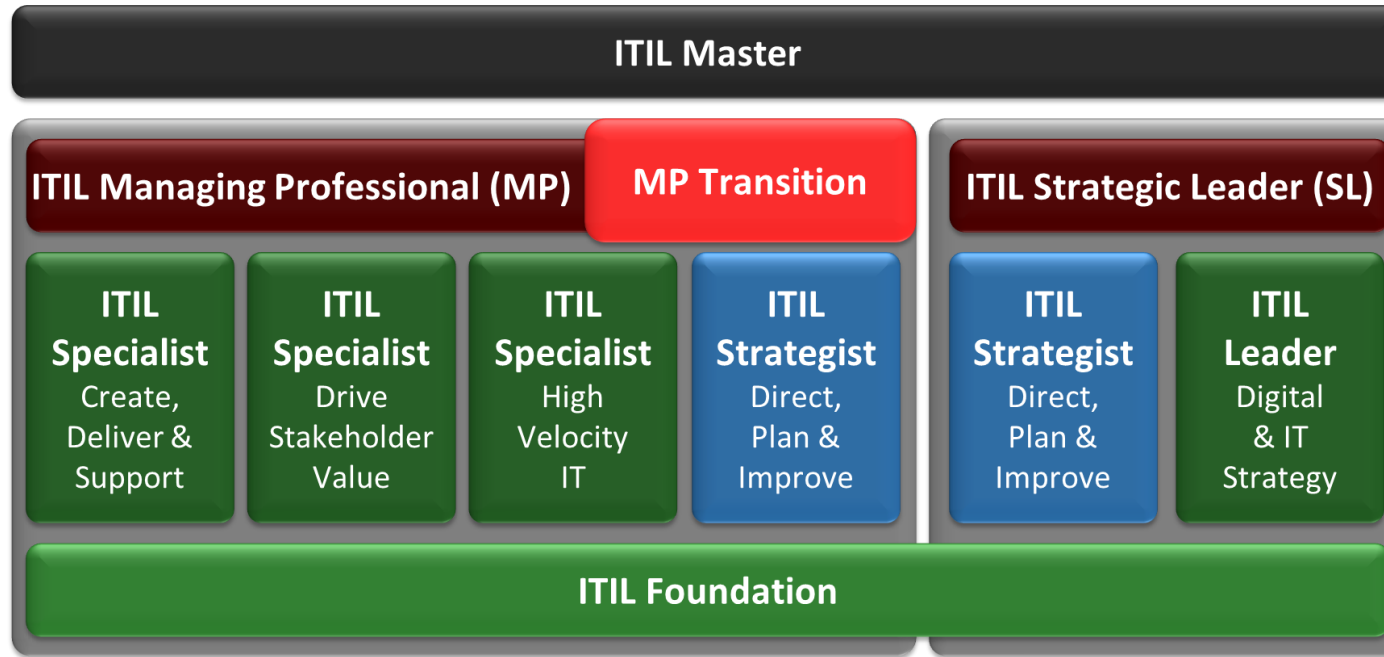 ITIL Master
ITIL Managing Professional (MP)
MP Transition
ITIL Strategic Leader (SL)
ITIL
Specialist
Create,
Deliver &
Support
ITIL
Specialist
Drive
Stakeholder
Value
ITIL
Specialist
High
Velocity
IT
ITIL
Strategist
Direct,
Plan &
Improve
ITIL
Strategist
Direct,
Plan &
Improve
ITIL
Leader
Digital
& IT
Strategy
ITIL Foundation